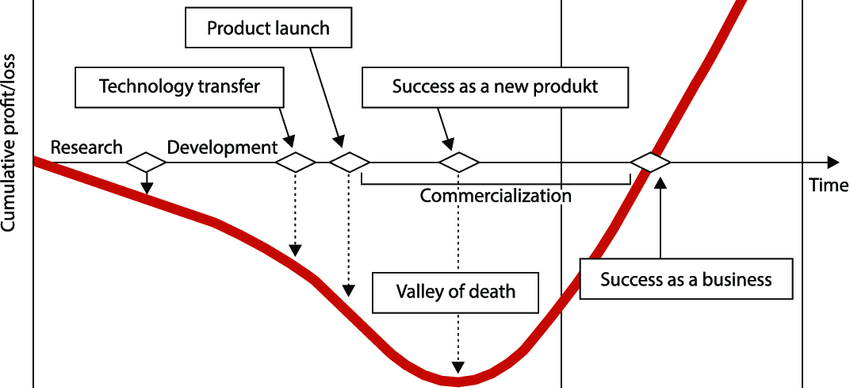 Product launch
Technology transfer
Success as a new produkt
Cumulative profit/loss
Research
Development
Commercialization
Time
Success as a business
Valley of death